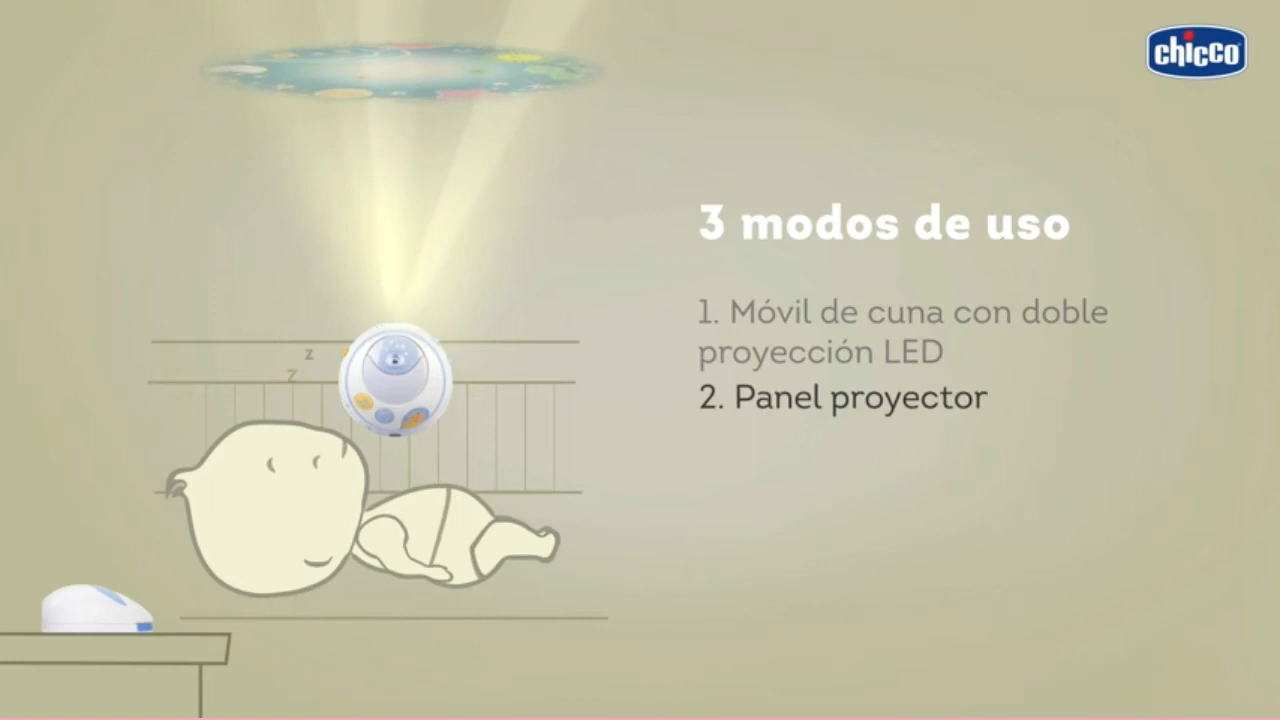 chicco
3 modos de uso
1. Móvil de cuna con doble
proyección LED
2. Panel proyector
z
z